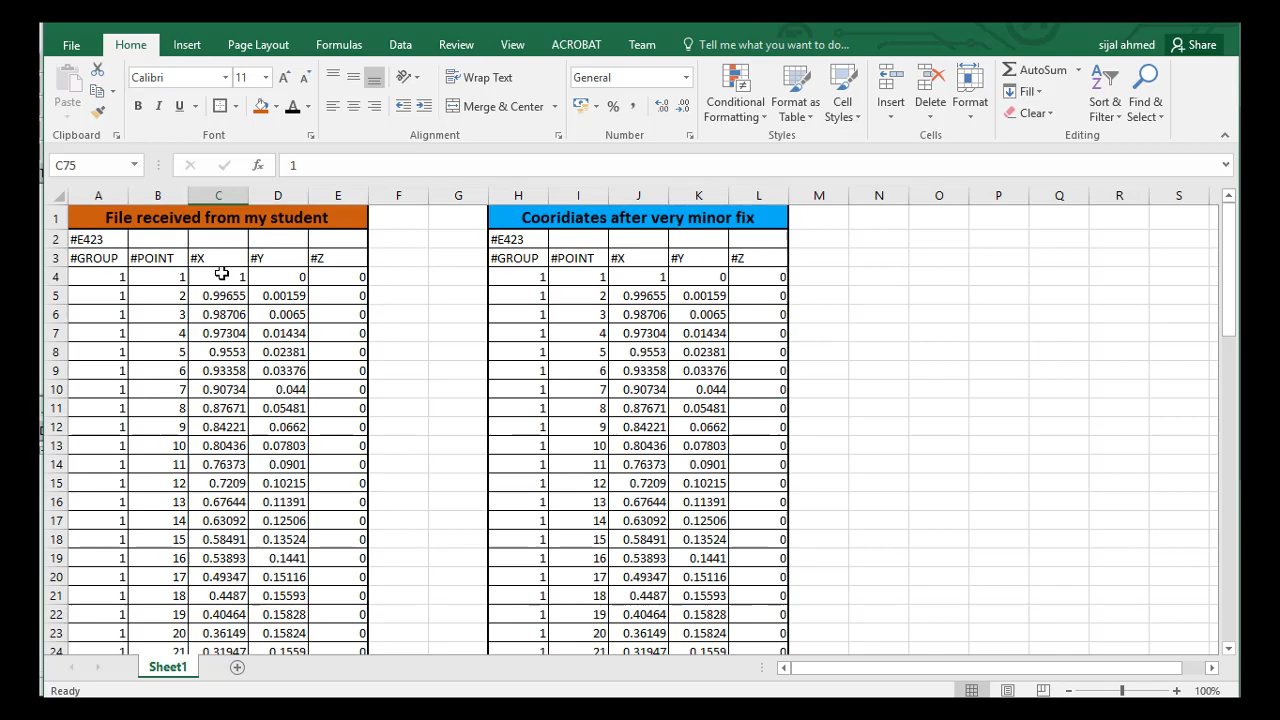 File Home Insert Page Layout Formulas Data Review View ACROBAT Team Tell me what you want to do... sijal ahmed Share
Paste Calibri 11 Wrap Text General Conditional Formatting Format as Table Cell Styles Insert Delete Format AutoSum Fill Clear Sort & Filter Find & Select
B I U A Merge & Center % ,
Clipboard Font Alignment Number Styles Cells Editing
C75 fx 1
A B C D E F G H I J K L M N O P Q R S
1 File received from my student Cooridiates after very minor fix
2 #E423 #E423
3 #GROUP #POINT #X #Y #Z #GROUP #POINT #X #Y #Z
4 1 1 1 0 0 1 1 1 0 0
5 1 2 0.99655 0.00159 0 1 2 0.99655 0.00159 0
6 1 3 0.98706 0.0065 0 1 3 0.98706 0.0065 0
7 1 4 0.97304 0.01434 0 1 4 0.97304 0.01434 0
8 1 5 0.9553 0.02381 0 1 5 0.9553 0.02381 0
9 1 6 0.93358 0.03376 0 1 6 0.93358 0.03376 0
10 1 7 0.90734 0.044 0 1 7 0.90734 0.044 0
11 1 8 0.87671 0.05481 0 1 8 0.87671 0.05481 0
12 1 9 0.84221 0.0662 0 1 9 0.84221 0.0662 0
13 1 10 0.80436 0.07803 0 1 10 0.80436 0.07803 0
14 1 11 0.76373 0.0901 0 1 11 0.76373 0.0901 0
15 1 12 0.7209 0.10215 0 1 12 0.7209 0.10215 0
16 1 13 0.67644 0.11391 0 1 13 0.67644 0.11391 0
17 1 14 0.63092 0.12506 0 1 14 0.63092 0.12506 0
18 1 15 0.58491 0.13524 0 1 15 0.58491 0.13524 0
19 1 16 0.53893 0.1441 0 1 16 0.53893 0.1441 0
20 1 17 0.49347 0.15116 0 1 17 0.49347 0.15116 0
21 1 18 0.4487 0.15593 0 1 18 0.4487 0.15593 0
22 1 19 0.40464 0.15828 0 1 19 0.40464 0.15828 0
23 1 20 0.36149 0.15824 0 1 20 0.36149 0.15824 0
24 1 21 0.31947 0.1559 0 1 21 0.31947 0.1559 0
Sheet1
Ready 100%